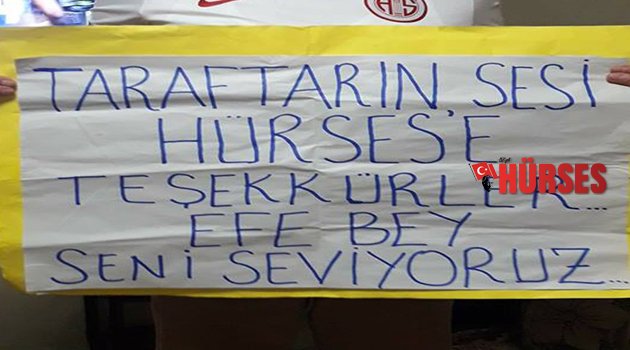 TARAFTARIN SESİ
HÜRSES'E
TEŞEKKÜRLER...
HÜRSES
EFE BEY
SENİ SEVİYORUZ...